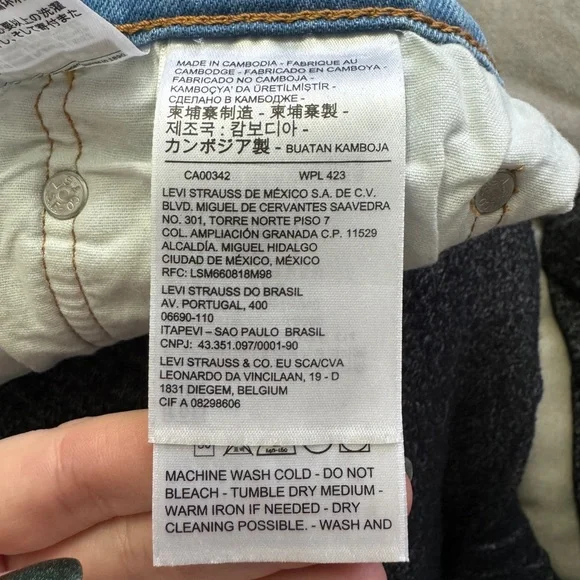 MADE IN CAMBODIA - FABRIQUE AU
CAMBODGE - FABRICADO EN CAMBOYA -
FABRICADO NO CAMBOJA -
KAMBOÇYA' DA ÜRETİLMİŞTİR -
СДЕЛАНО В КАМБОДЖЕ -
柬埔寨制造 - 柬埔寨製 -
제조국 : 캄보디아 -
カンボジア製 - BUATAN KAMBOJA
CA00342 WPL 423
LEVI STRAUSS DE MÉXICO S.A. DE C.V.
BLVD. MIGUEL DE CERVANTES SAAVEDRA
NO. 301, TORRE NORTE PISO 7
COL. AMPLIACIÓN GRANADA C.P. 11529
ALCALDÍA. MIGUEL HIDALGO
CIUDAD DE MÉXICO, MÉXICO
RFC: LSM660818M98
LEVI STRAUSS DO BRASIL
AV. PORTUGAL, 400
06690-110
ITAPEVI – SAO PAULO BRASIL
CNPJ: 43.351.097/0001-90
LEVI STRAUSS & CO. EU SCA/CVA
LEONARDO DA VINCILAAN, 19 - D
1831 DIEGEM, BELGIUM
CIF A 08298606
MACHINE WASH COLD - DO NOT
BLEACH - TUMBLE DRY MEDIUM -
WARM IRON IF NEEDED - DRY
CLEANING POSSIBLE. - WASH AND